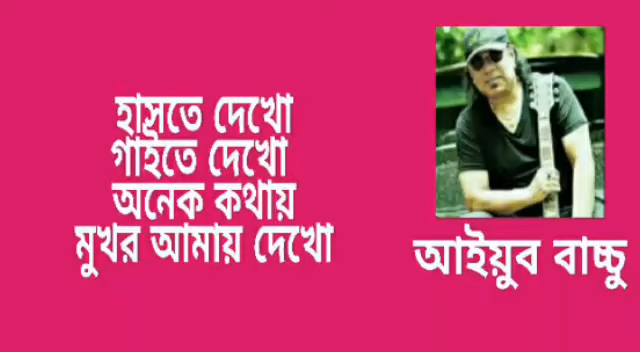 হাসতে দেখো
গাইতে দেখো
অনেক কথায়
মুখর আমায় দেখো
আইয়ুব বাচ্চু